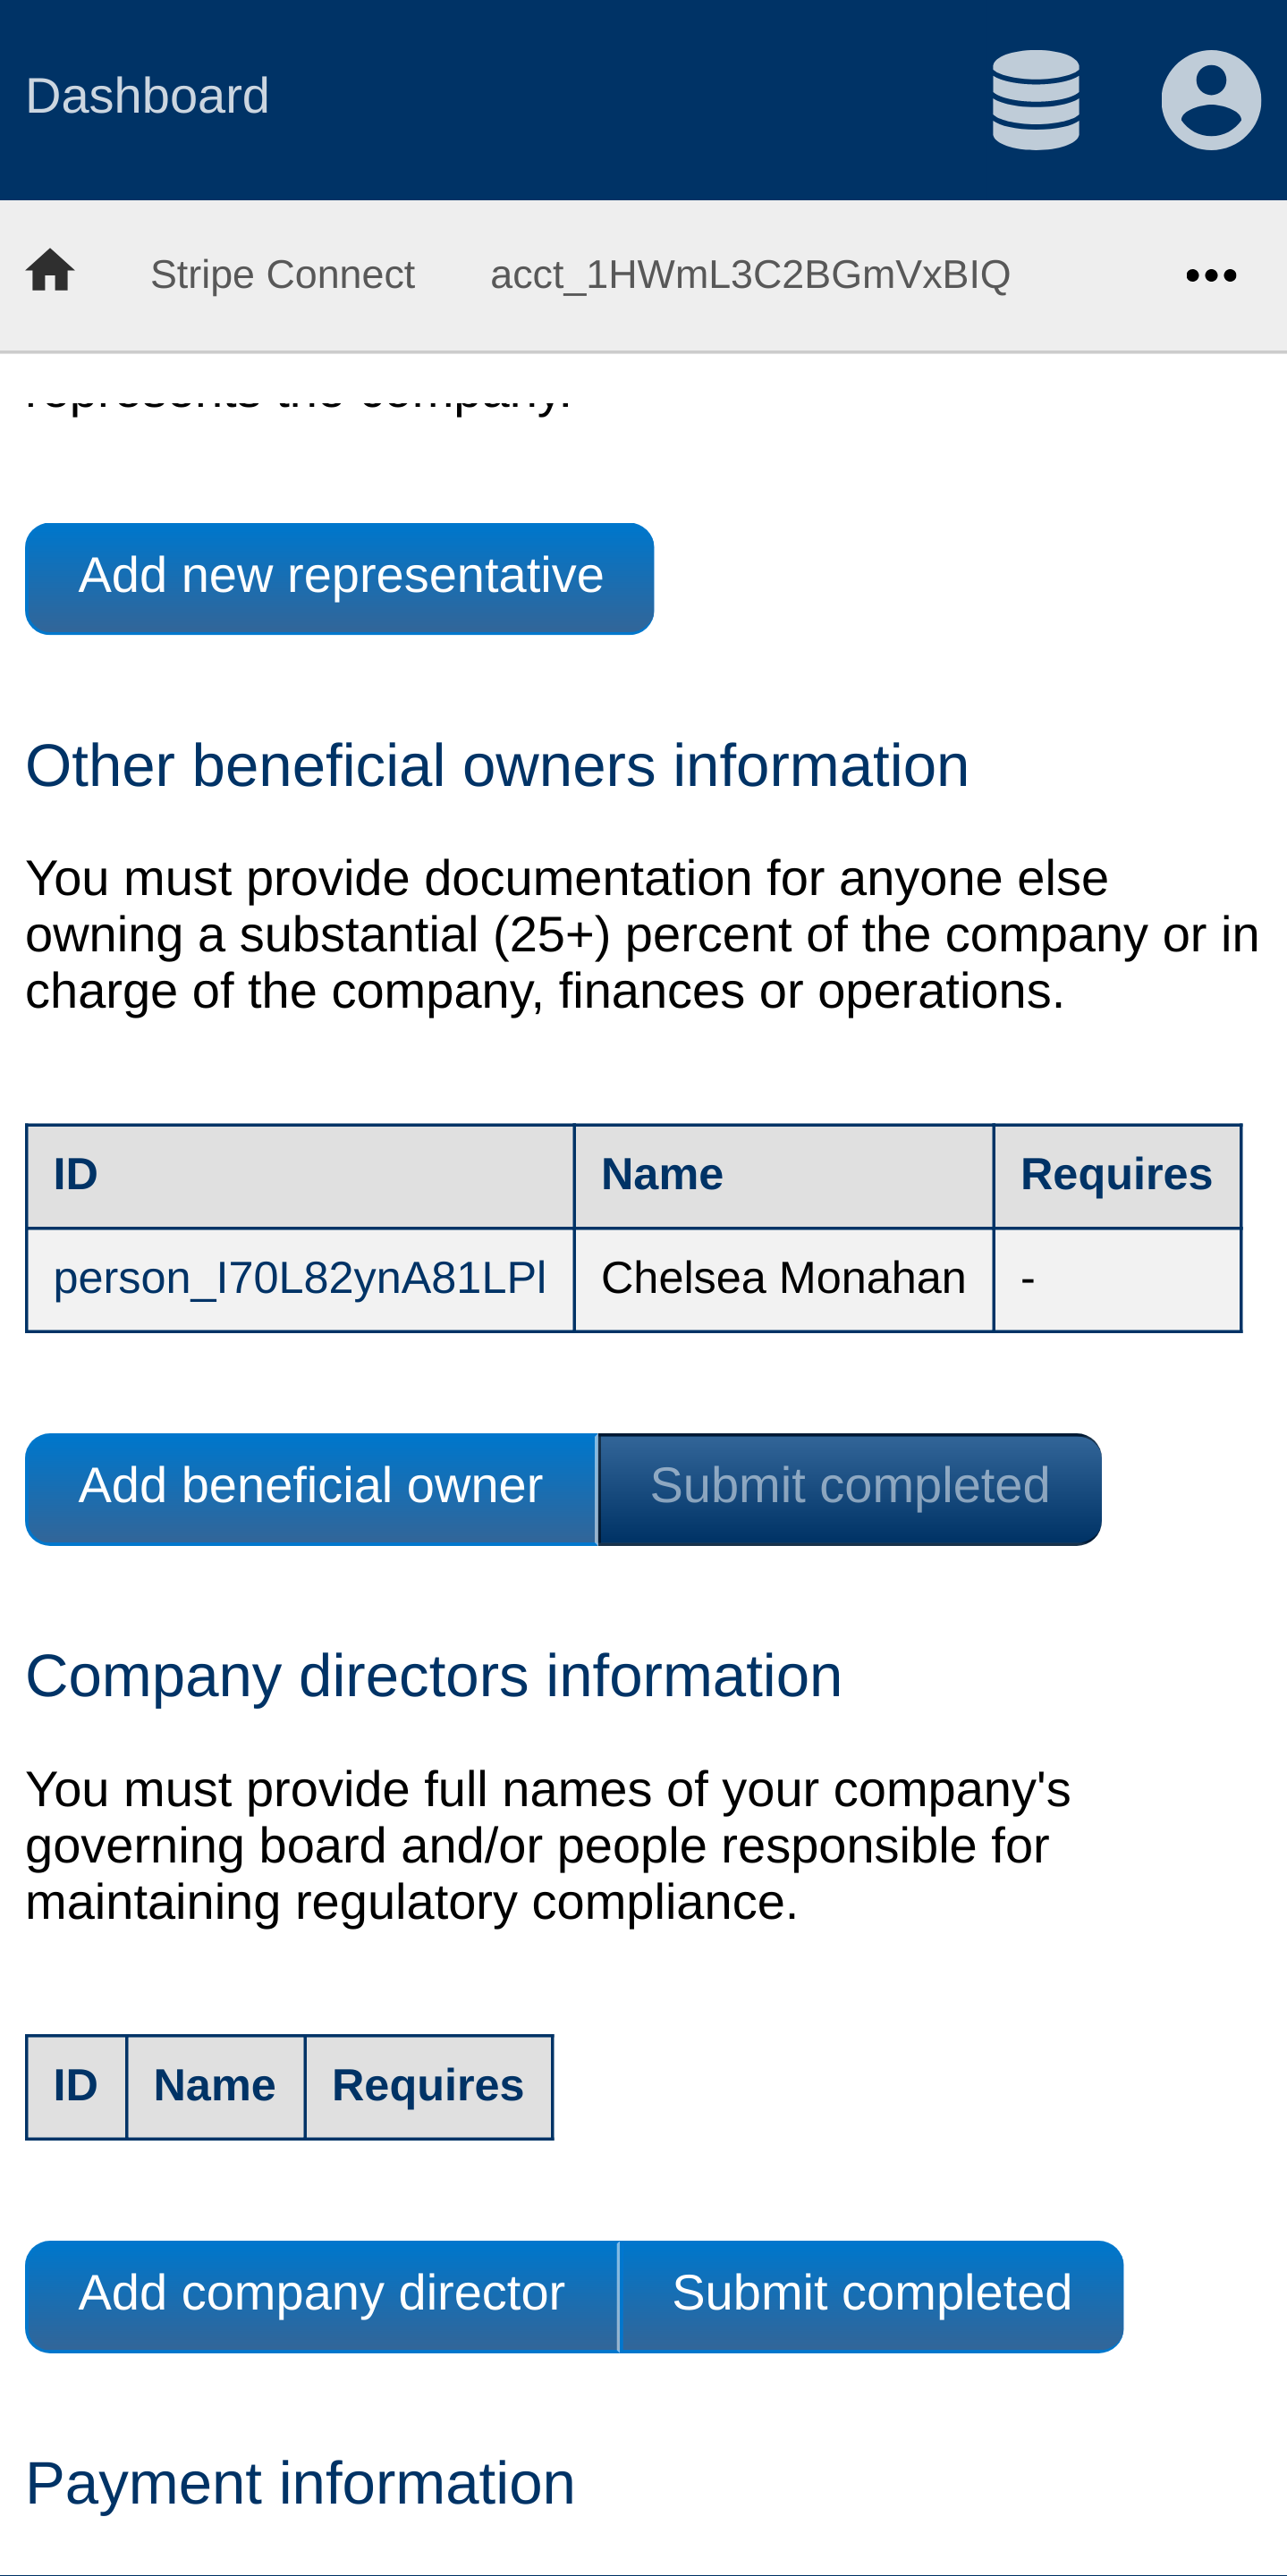 Dashboard
Stripe Connect acct_1HWmL3C2BGmVxBIQ
represents the company.
Add new representative
Other beneficial owners information
You must provide documentation for anyone else
owning a substantial (25+) percent of the company or in
charge of the company, finances or operations.
ID Name Requires
person_I70L82ynA81LPl Chelsea Monahan -
Add beneficial owner Submit completed
Company directors information
You must provide full names of your company's
governing board and/or people responsible for
maintaining regulatory compliance.
ID Name Requires
Add company director Submit completed
Payment information